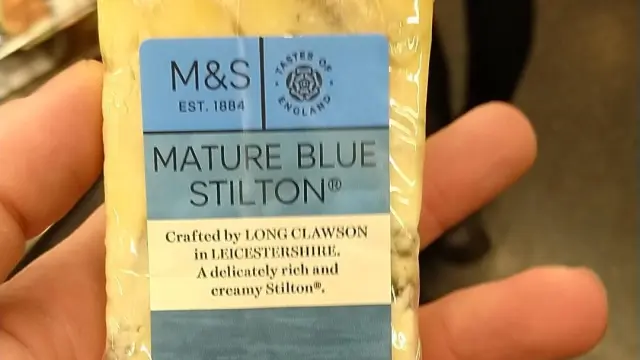 M&S
EST. 1884
TASTES OF
ENGLAND
MATURE BLUE
STILTON®
Crafted by LONG CLAWSON
in LEICESTERSHIRE.
A delicately rich and
creamy Stilton®.